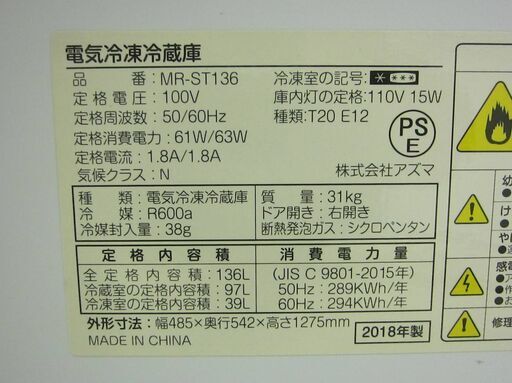 電気冷凍冷蔵庫
品 番: MR-ST136
定格電圧: 100V
定格周波数: 50/60Hz
定格消費電力: 61W/63W
定格電流: 1.8A/1.8A
気候クラス: N
冷凍室の記号:
庫内灯の定格: 110V 15W
種類: T20 E12
PS
E
株式会社アズマ
種 類: 電気冷凍冷蔵庫
冷 媒: R600a
冷媒封入量: 38g
質 量: 31kg
ドア開き: 右開き
断熱発泡ガス: シクロペンタン
定格内容積
全定格内容積: 136L
冷蔵室の定格内容積: 97L
冷凍室の定格内容積: 39L
消費電力量
(JIS C 9801-2015年)
50Hz: 289KWh/年
60Hz: 294KWh/年
外形寸法: 幅485×奥行542×高さ1275mm
MADE IN CHINA
2018年製
幼
け
やけ
感電
修理